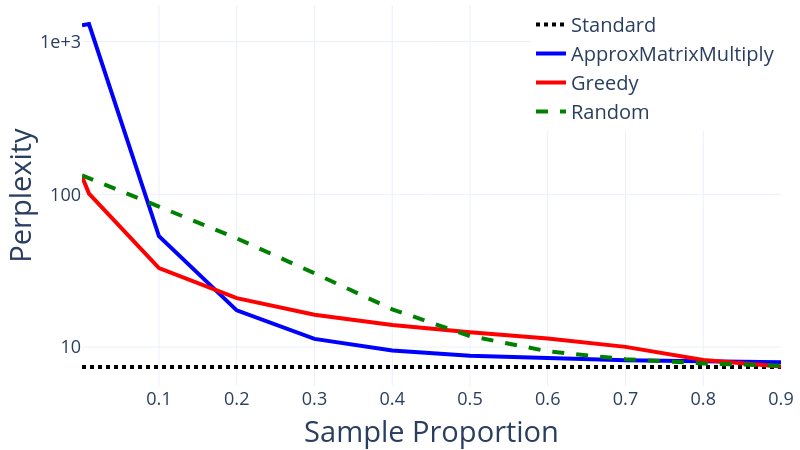 Standard
ApproxMatrixMultiply
Greedy
Random
Perplexity
1e+3
100
10
0.1 0.2 0.3 0.4 0.5 0.6 0.7 0.8 0.9
Sample Proportion